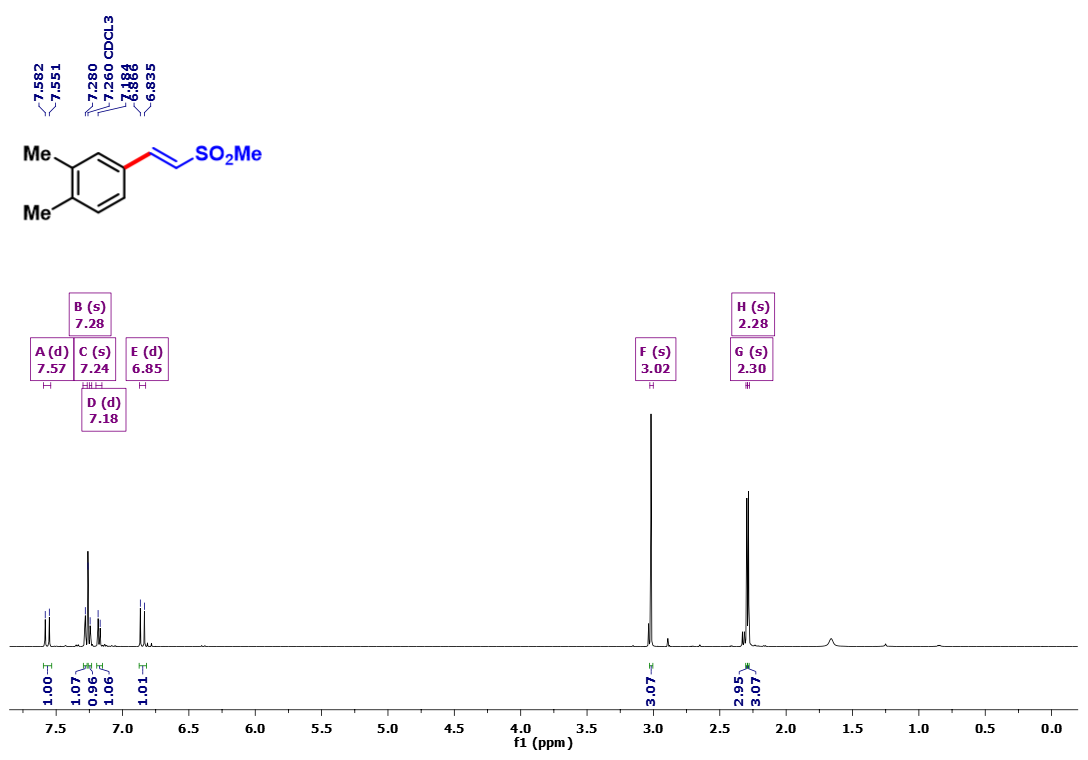 7.582
7.551
7.280
7.260 CDCL3
7.184
6.866
6.835
Me
SO2Me
Me
B (s)
7.28
H (s)
2.28
A (d)
7.57
C (s)
7.24
E (d)
6.85
F (s)
3.02
G (s)
2.30
D (d)
7.18
1.00
1.07
0.96
1.06
1.01
3.07
2.95
3.07
7.5 7.0 6.5 6.0 5.5 5.0 4.5 4.0 3.5 3.0 2.5 2.0 1.5 1.0 0.5 0.0
f1 (ppm)